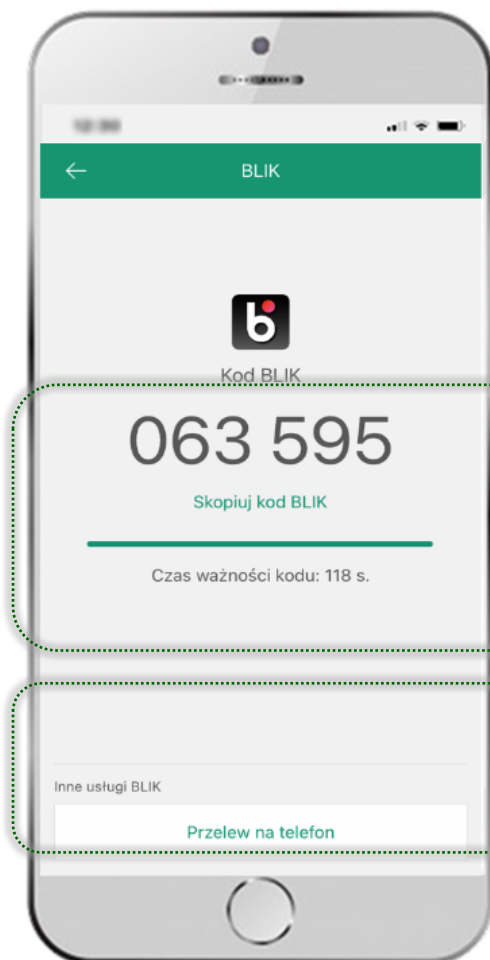 BLIK
b
Kod BLIK
063 595
Skopiuj kod BLIK
Czas ważności kodu: 118 s.
Inne usługi BLIK
Przelew na telefon